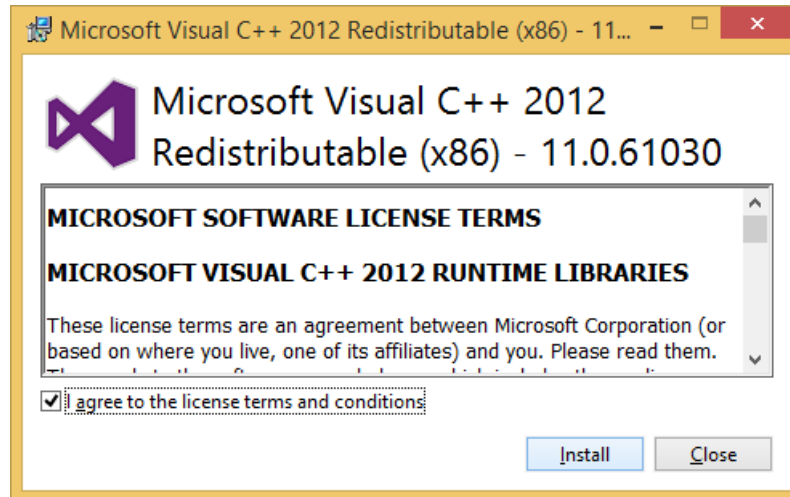 Microsoft Visual C++ 2012 Redistributable (x86) - 11...
Microsoft Visual C++ 2012
Redistributable (x86) - 11.0.61030
MICROSOFT SOFTWARE LICENSE TERMS
MICROSOFT VISUAL C++ 2012 RUNTIME LIBRARIES
These license terms are an agreement between Microsoft Corporation (or
based on where you live, one of its affiliates) and you. Please read them.
I agree to the license terms and conditions
Install
Close